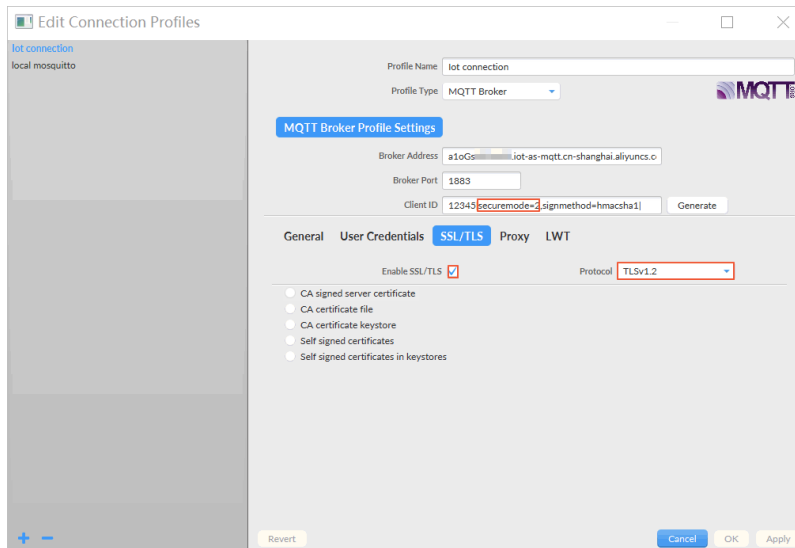 Edit Connection Profiles
Iot connection
local mosquitto
Profile Name Iot connection
Profile Type MQTT Broker
MQTT
MQTT Broker Profile Settings
Broker Address a1oGs .iot-as-mqtt.cn-shanghai.aliyuncs.c
Broker Port 1883
Client ID 12345|securemode=2,signmethod=hmacsha1| Generate
General User Credentials SSL/TLS Proxy LWT
Enable SSL/TLS Protocol TLSv1.2
CA signed server certificate
CA certificate file
CA certificate keystore
Self signed certificates
Self signed certificates in keystores
Revert Cancel OK Apply